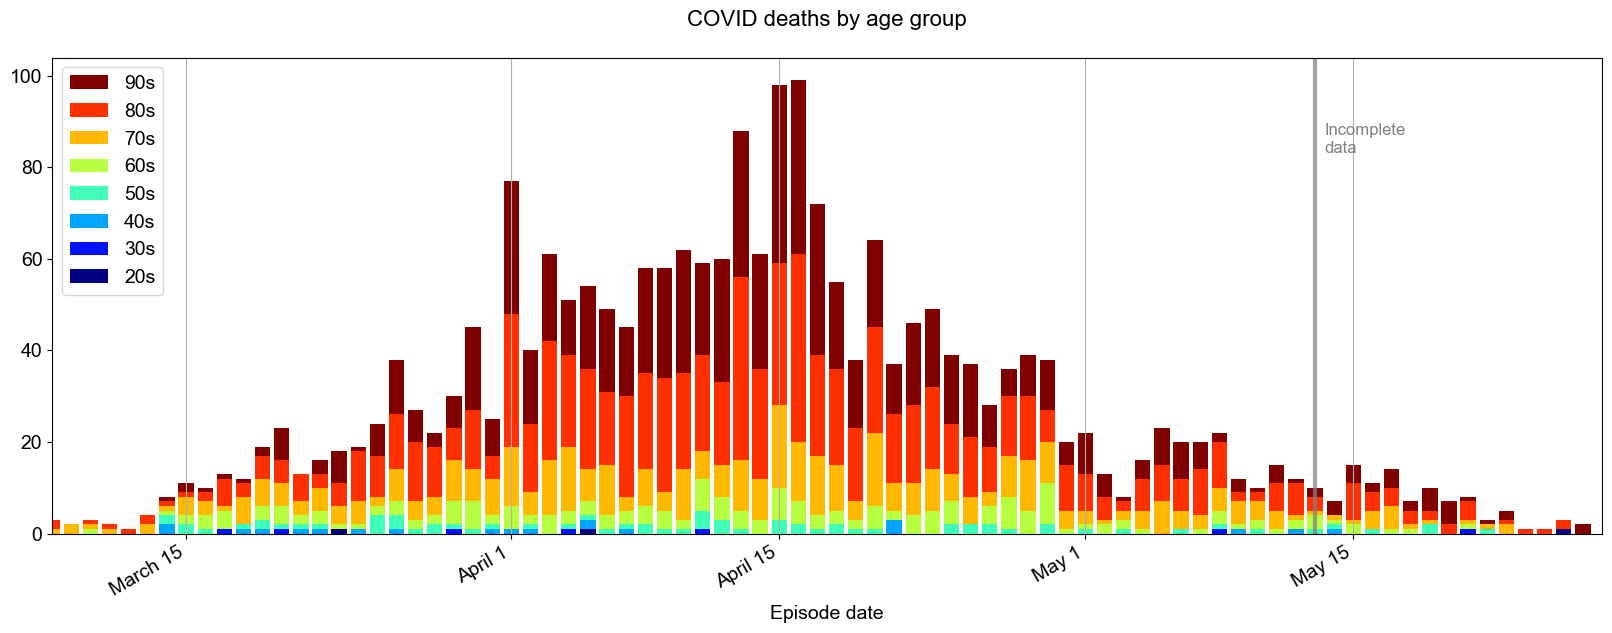 COVID deaths by age group
100
80
60
40
20
0
90s
80s
70s
60s
50s
40s
30s
20s
Incomplete
data
March 15
April 1
April 15
May 1
May 15
Episode date